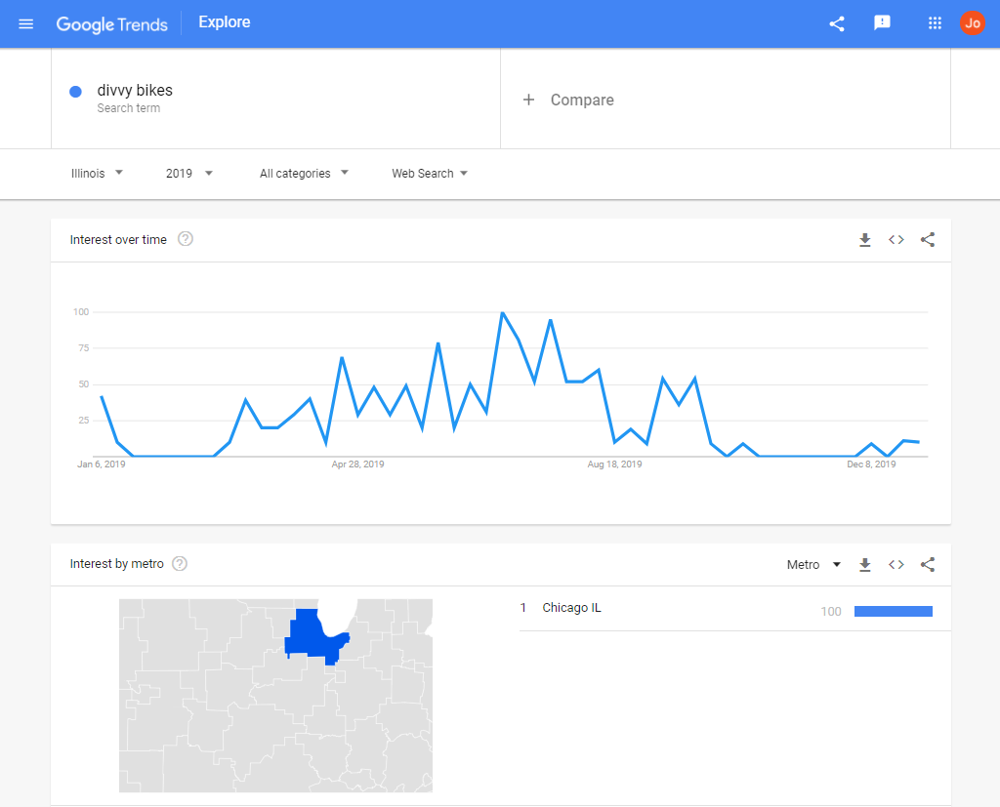 Google Trends
Explore
Jo
divvy bikes
Search term
+ Compare
Illinois
2019
All categories
Web Search
Interest over time
?
<>
100
75
50
25
Jan 6, 2019
Apr 28, 2019
Aug 18, 2019
Dec 8, 2019
Interest by metro
?
Metro
<>
1 Chicago IL 100